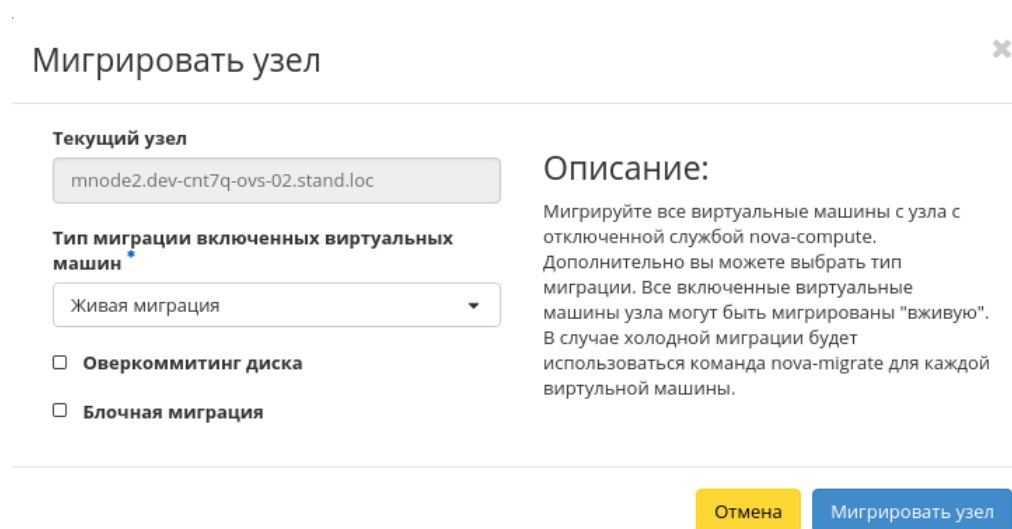 Мигрировать узел
Текущий узел
mnode2.dev-cnt7q-ovs-02.stand.loc
Тип миграции включенных виртуальных
машин *
Живая миграция
Оверкоммитинг диска
Блочная миграция
Описание:
Мигрируйте все виртуальные машины с узла с
отключенной службой nova-compute.
Дополнительно вы можете выбрать тип
миграции. Все включенные виртуальные
машины узла могут быть мигрированы "вживую".
В случае холодной миграции будет
использоваться команда nova-migrate для каждой
виртульной машины.
Отмена
Мигрировать узел